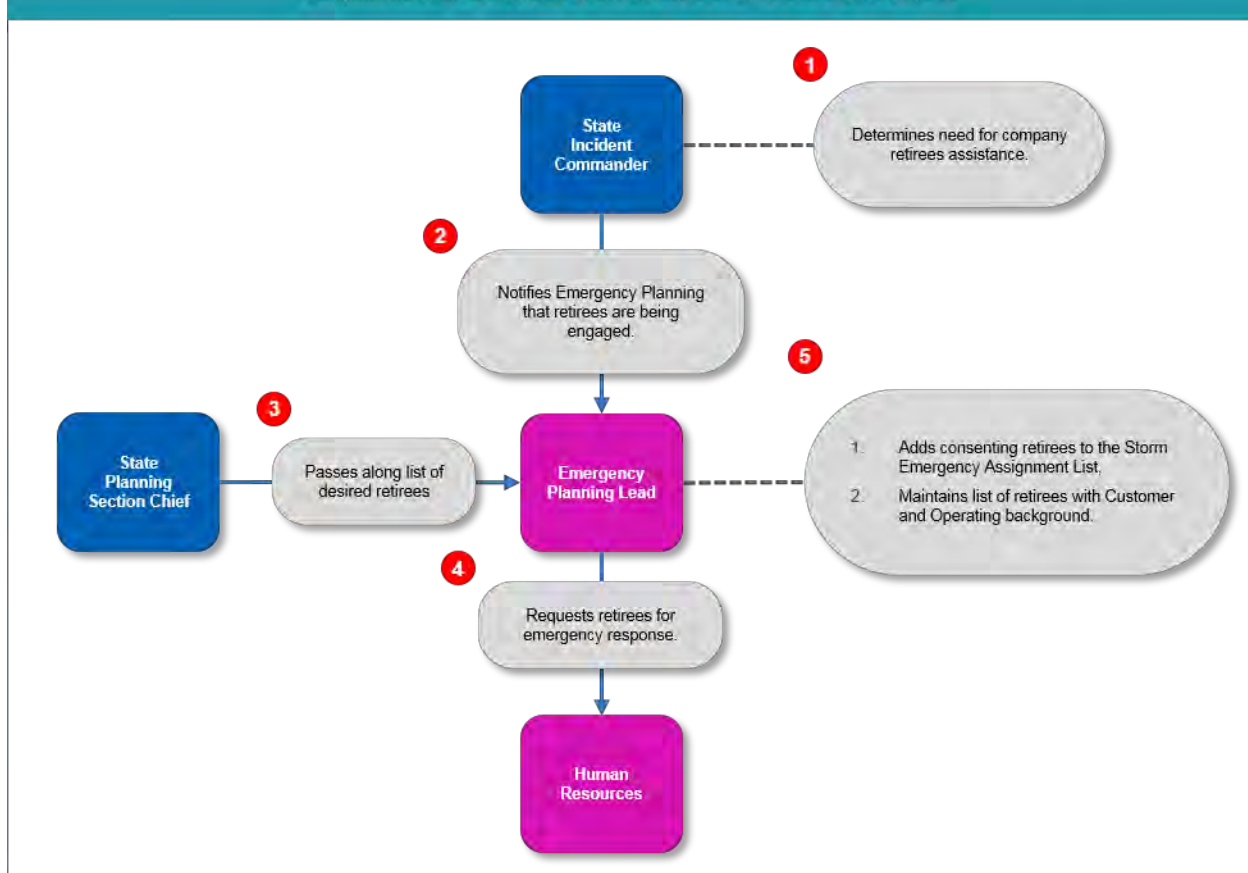 1
State
Incident
Commander
Determines need for company
retirees assistance.
2
Notifies Emergency Planning
that retirees are being
engaged.
5
3
State
Planning
Section Chief
Passes along list of
desired retirees
Emergency
Planning Lead
1. Adds consenting retirees to the Storm
Emergency Assignment List,
2. Maintains list of retirees with Customer
and Operating background.
4
Requests retirees for
emergency response.
Human
Resources